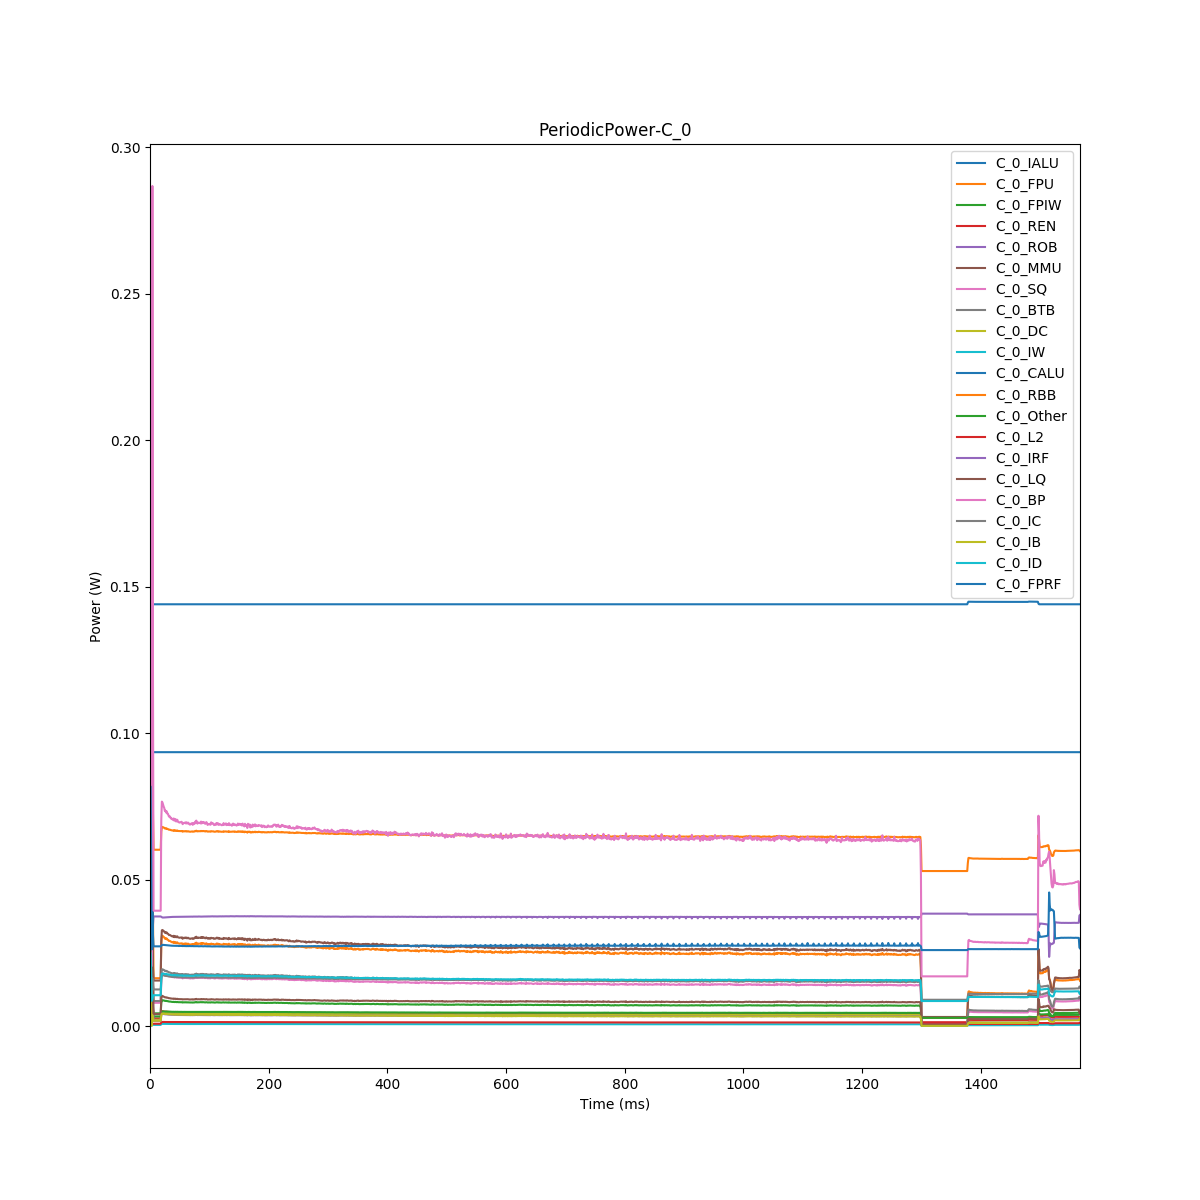 PeriodicPower-C_0
0.30
0.25
0.20
0.15
0.10
0.05
0.00
Power (W)
0 200 400 600 800 1000 1200 1400
Time (ms)
C_0_IALU
C_0_FPU
C_0_FPIW
C_0_REN
C_0_ROB
C_0_MMU
C_0_SQ
C_0_BTB
C_0_DC
C_0_IW
C_0_CALU
C_0_RBB
C_0_Other
C_0_L2
C_0_IRF
C_0_LQ
C_0_BP
C_0_IC
C_0_IB
C_0_ID
C_0_FPRF